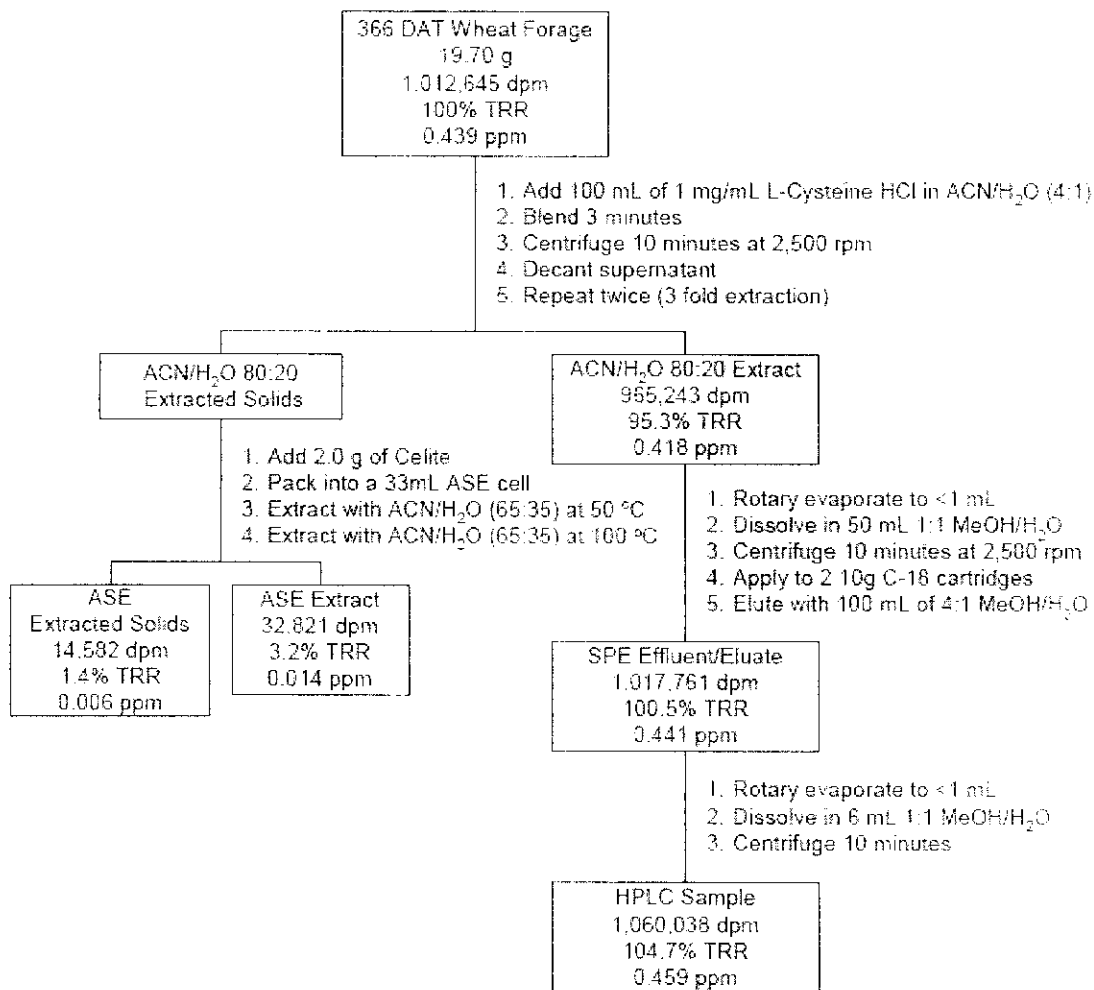 366 DAT Wheat Forage
19.70 g
1,012,645 dpm
100% TRR
0.439 ppm
1. Add 100 mL of 1 mg/mL L-Cysteine HCl in ACN/H₂O (4:1)
2. Blend 3 minutes
3. Centrifuge 10 minutes at 2,500 rpm
4. Decant supernatant
5. Repeat twice (3 fold extraction)
ACN/H₂O 80:20
Extracted Solids
ACN/H₂O 80:20 Extract
965,243 dpm
95.3% TRR
0.418 ppm
1. Add 2.0 g of Celite
2. Pack into a 33mL ASE cell
3. Extract with ACN/H₂O (65:35) at 50 ºC
4. Extract with ACN/H₂O (65:35) at 100 ºC
1. Rotary evaporate to <1 mL
2. Dissolve in 50 mL 1:1 MeOH/H₂O
3. Centrifuge 10 minutes at 2,500 rpm
4. Apply to 2 10g C-18 cartridges
5. Elute with 100 mL of 4:1 MeOH/H₂O
ASE
Extracted Solids
14,582 dpm
1.4% TRR
0.006 ppm
ASE Extract
32,821 dpm
3.2% TRR
0.014 ppm
SPE Effluent/Eluate
1,017,761 dpm
100.5% TRR
0.441 ppm
1. Rotary evaporate to <1 mL
2. Dissolve in 6 mL 1:1 MeOH/H₂O
3. Centrifuge 10 minutes
HPLC Sample
1,060,038 dpm
104.7% TRR
0.459 ppm